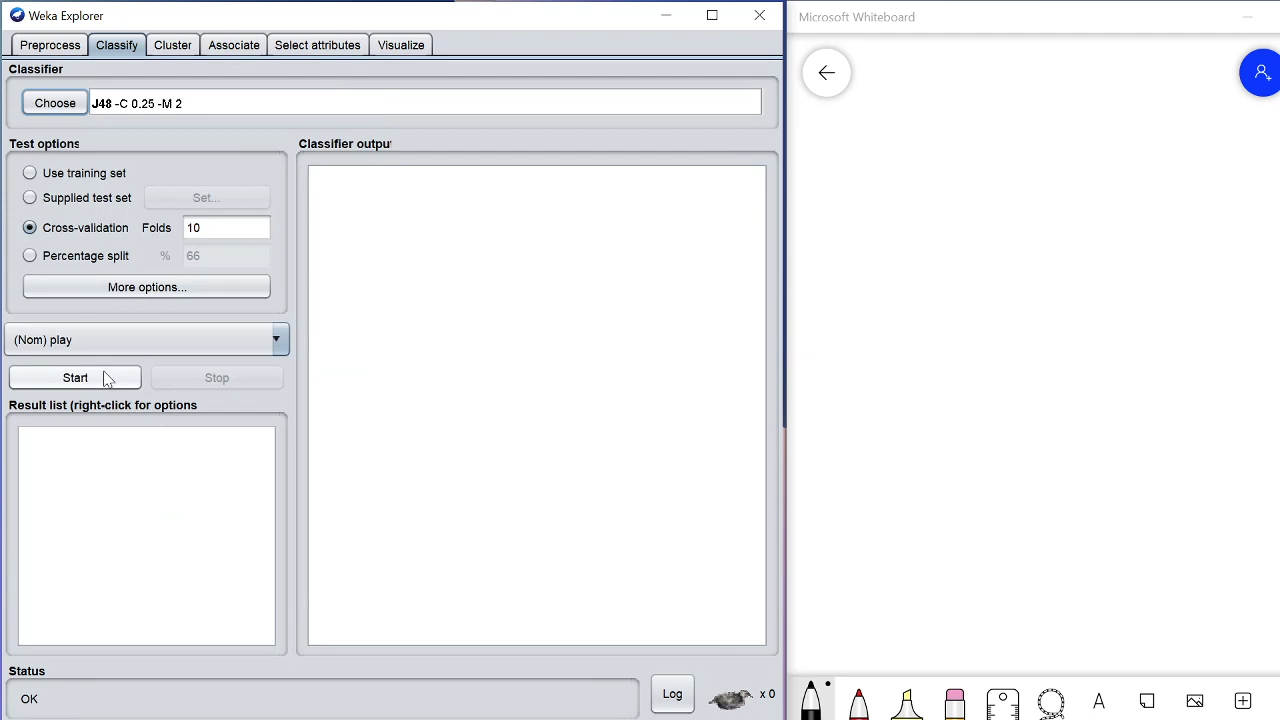 Weka Explorer
Microsoft Whiteboard
Preprocess Classify Cluster Associate Select attributes Visualize
Classifier
Choose J48 -C 0.25 -M 2
Test options
Classifier outpu
Use training set
Supplied test set Set...
Cross-validation Folds 10
Percentage split % 66
More options...
(Nom) play
Start Stop
Result list (right-click for options
Status
OK
Log
x 0
A